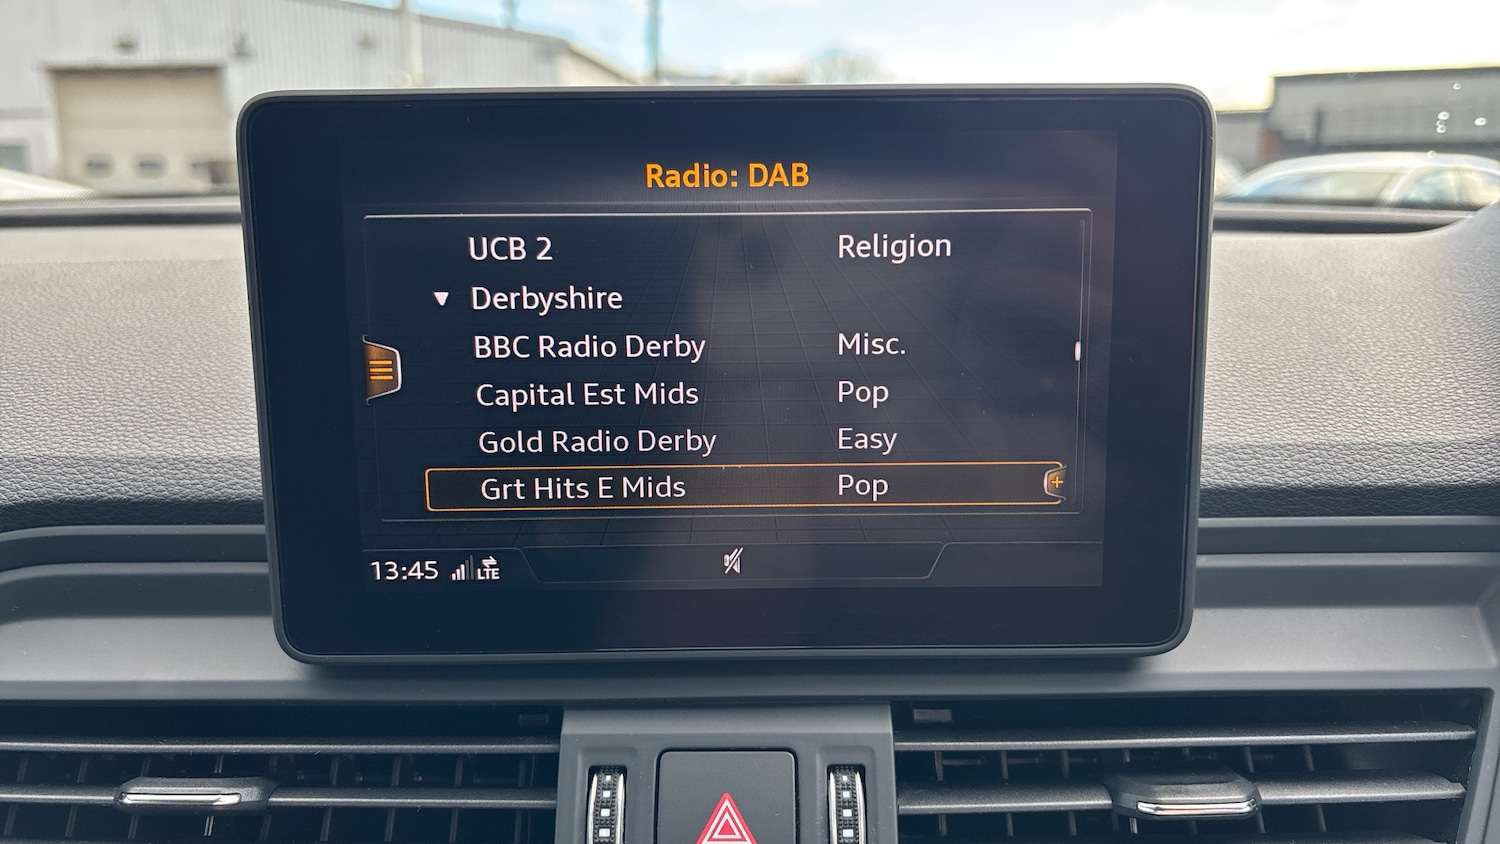 Radio: DAB
UCB 2 Religion
Derbyshire
BBC Radio Derby Misc.
Capital Est Mids Pop
Gold Radio Derby Easy
Grt Hits E Mids Pop
13:45 LTE